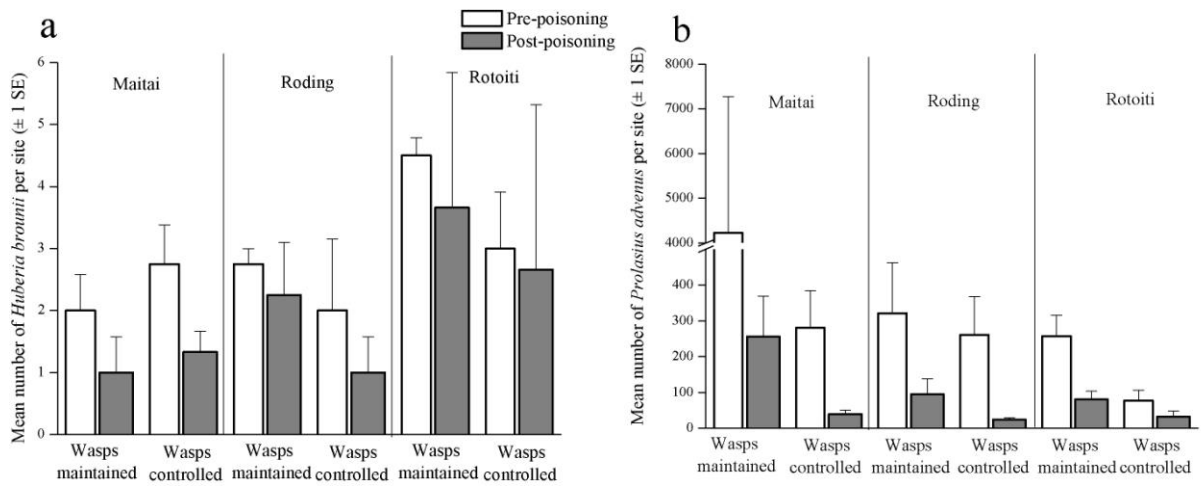 a
Pre-poisoning
Post-poisoning
Mean number of Huberia brounii per site (± 1 SE)
6
5
4
3
2
1
0
Maitai
Roding
Rotoiti
Wasps
maintained
Wasps
controlled
Wasps
maintained
Wasps
controlled
Wasps
maintained
Wasps
controlled
b
Mean number of Prolasius advenus per site (± 1 SE)
8000
7000
6000
5000
4000
400
300
200
100
0
Maitai
Roding
Rotoiti
Wasps
maintained
Wasps
controlled
Wasps
maintained
Wasps
controlled
Wasps
maintained
Wasps
controlled